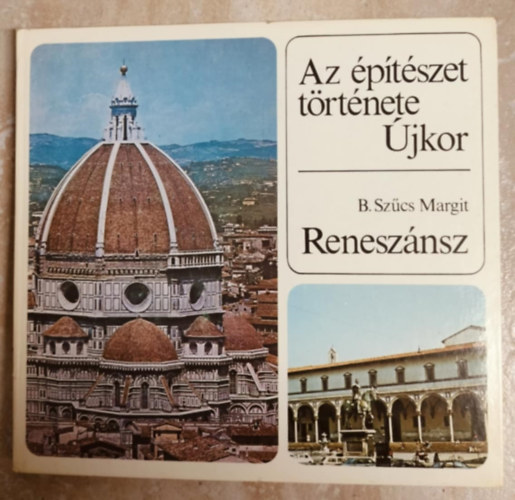 Az építészet
története
Újkor
B. Szűcs Margit
Reneszánsz